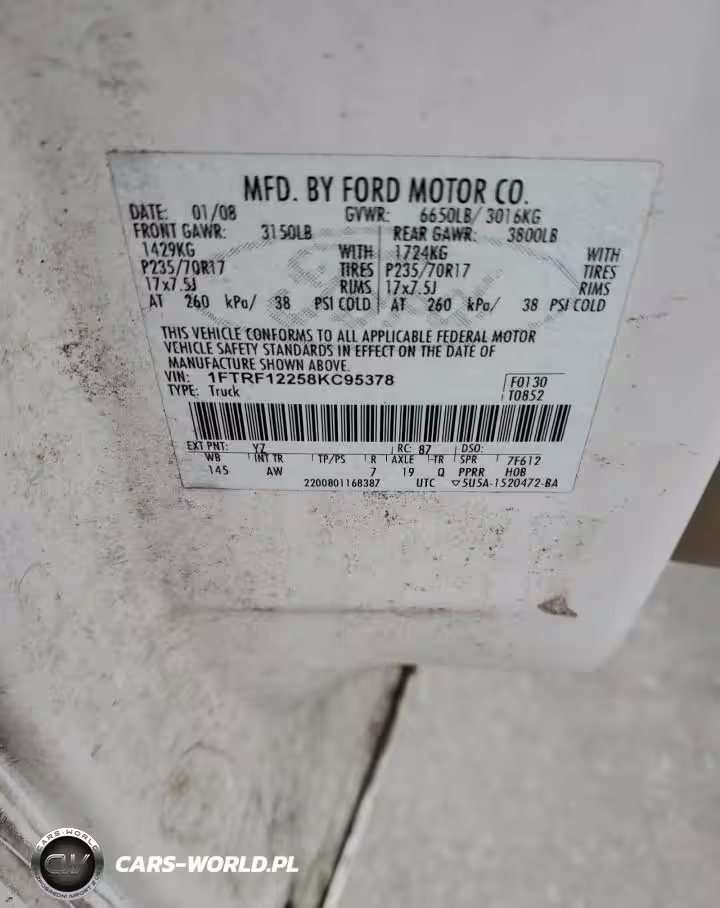 MFD. BY FORD MOTOR CO.
DATE: 01/08 GVWR: 6650LB/ 3016KG
FRONT GAWR: 3150LB REAR GAWR: 3800LB
1429KG WITH 1724KG WITH
P235/70R17 TIRES P235/70R17 TIRES
17x7.5J RIMS 17x7.5J RIMS
AT 260 kPa/ 38 PSI COLD AT 260 kPa/ 38 PSI COLD
THIS VEHICLE CONFORMS TO ALL APPLICABLE FEDERAL MOTOR
VEHICLE SAFETY STANDARDS IN EFFECT ON THE DATE OF
MANUFACTURE SHOWN ABOVE.
VIN: 1FTRF12258KC95378 F0130
TYPE: Truck T0852
EXT PNT: YZ RC: 87 DSO:
WB INT TR TP/PS R AXLE TR SPR 7F612
145 AW 7 19 Q PPRR H0B
2200801168387 UTC ▽5U5A-1520472-BA
CARS-WORLD
CW
CARS-WORLD.PL